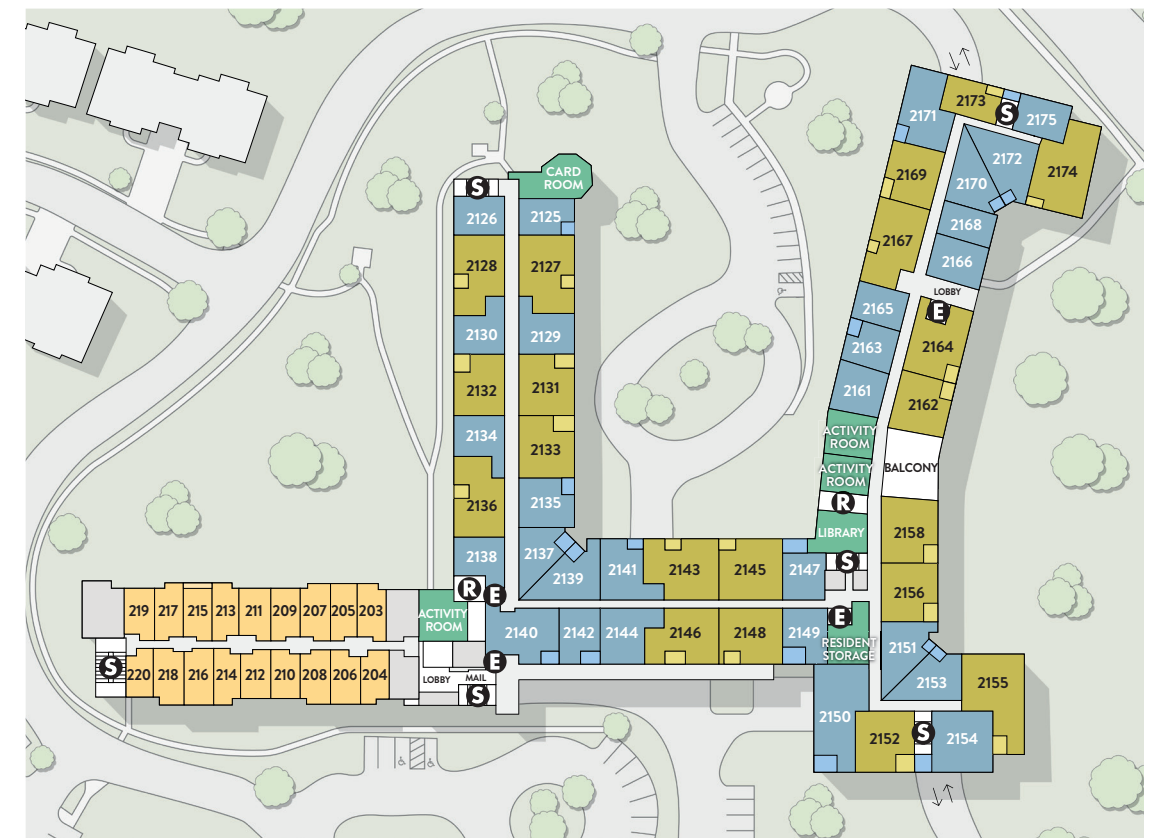 2173
S
2175
2171
2172
2174
2169
2170
2168
2167
2166
LOBBY
E
2165
2164
2163
2162
2161
ACTIVITY
ROOM
ACTIVITY
ROOM
BALCONY
R
LIBRARY
2158
S
2156
CARD
ROOM
S
2126
2125
2128
2127
2130
2129
2132
2131
2134
2133
2136
2135
2138
2137
2139
2141
2143
2145
2147
R
E
219
217
215
213
211
209
207
205
203
ACTIVITY
ROOM
2140
2142
2144
2146
2148
2149
E
RESIDENT
STORAGE
2151
2153
2155
S
220
218
216
214
212
210
208
206
204
LOBBY
MAIL
E
S
2150
2152
S
2154